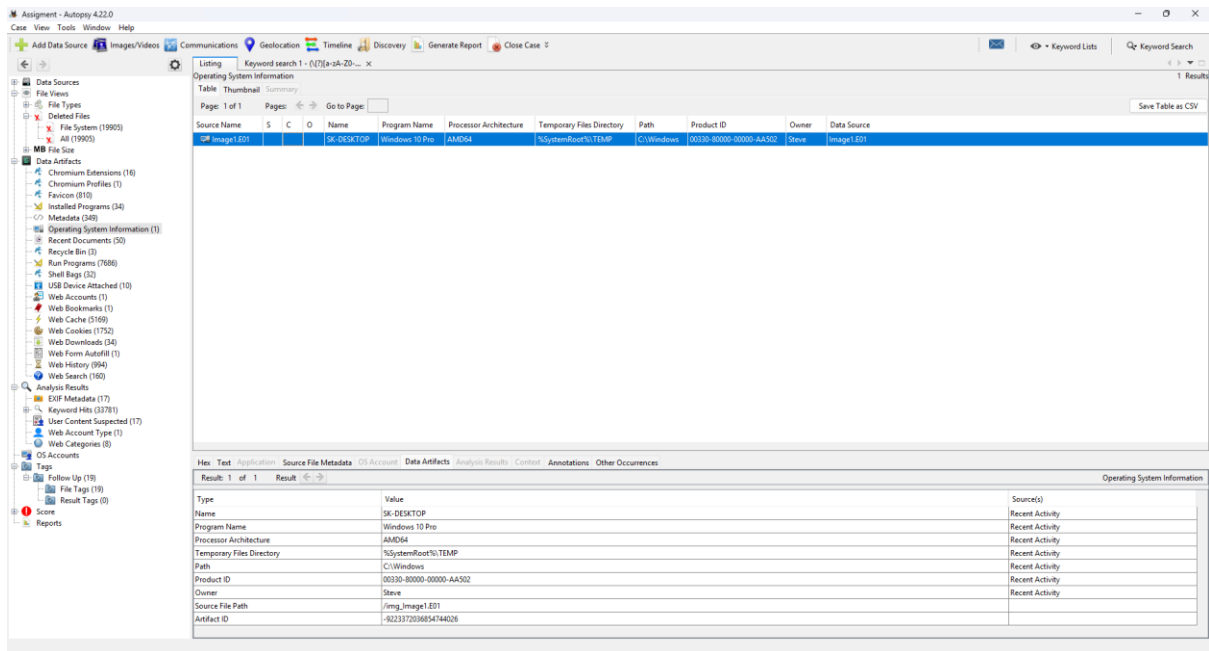 Assigment - Autopsy 4.22.0
Case View Tools Window Help
Add Data Source Images/Videos Communications Geolocation Timeline Discovery Generate Report Close Case Keyword Lists Keyword Search
Listing Keyword search 1 - (\{?)[a-zA-Z0-... x
Operating System Information
1 Results
Table Thumbnail Summary
Page: 1 of 1 Pages: Go to Page: Save Table as CSV
Source Name S C O Name Program Name Processor Architecture Temporary Files Directory Path Product ID Owner Data Source
Image1.E01 SK-DESKTOP Windows 10 Pro AMD64 %SystemRoot%\TEMP C:\Windows 00330-80000-00000-AA502 Steve Image1.E01
Data Sources
File Views
File Types
Deleted Files
File System (19905)
All (19905)
MB File Size
Data Artifacts
Chromium Extensions (16)
Chromium Profiles (1)
Favicon (810)
Installed Programs (34)
Metadata (349)
Operating System Information (1)
Recent Documents (50)
Recycle Bin (3)
Run Programs (7686)
Shell Bags (32)
USB Device Attached (10)
Web Accounts (1)
Web Bookmarks (1)
Web Cache (5169)
Web Cookies (1752)
Web Downloads (34)
Web Form Autofill (1)
Web History (994)
Web Search (160)
Analysis Results
EXIF Metadata (17)
Keyword Hits (33781)
User Content Suspected (17)
Web Account Type (1)
Web Categories (8)
OS Accounts
Tags
Follow Up (19)
File Tags (19)
Result Tags (0)
Score
Reports
Hex Text Application Source File Metadata OS Account Data Artifacts Analysis Results Context Annotations Other Occurrences
Result: 1 of 1 Result Operating System Information
Type Value Source(s)
Name SK-DESKTOP Recent Activity
Program Name Windows 10 Pro Recent Activity
Processor Architecture AMD64 Recent Activity
Temporary Files Directory %SystemRoot%\TEMP Recent Activity
Path C:\Windows Recent Activity
Product ID 00330-80000-00000-AA502 Recent Activity
Owner Steve Recent Activity
Source File Path /img_Image1.E01
Artifact ID -9223372036854744026